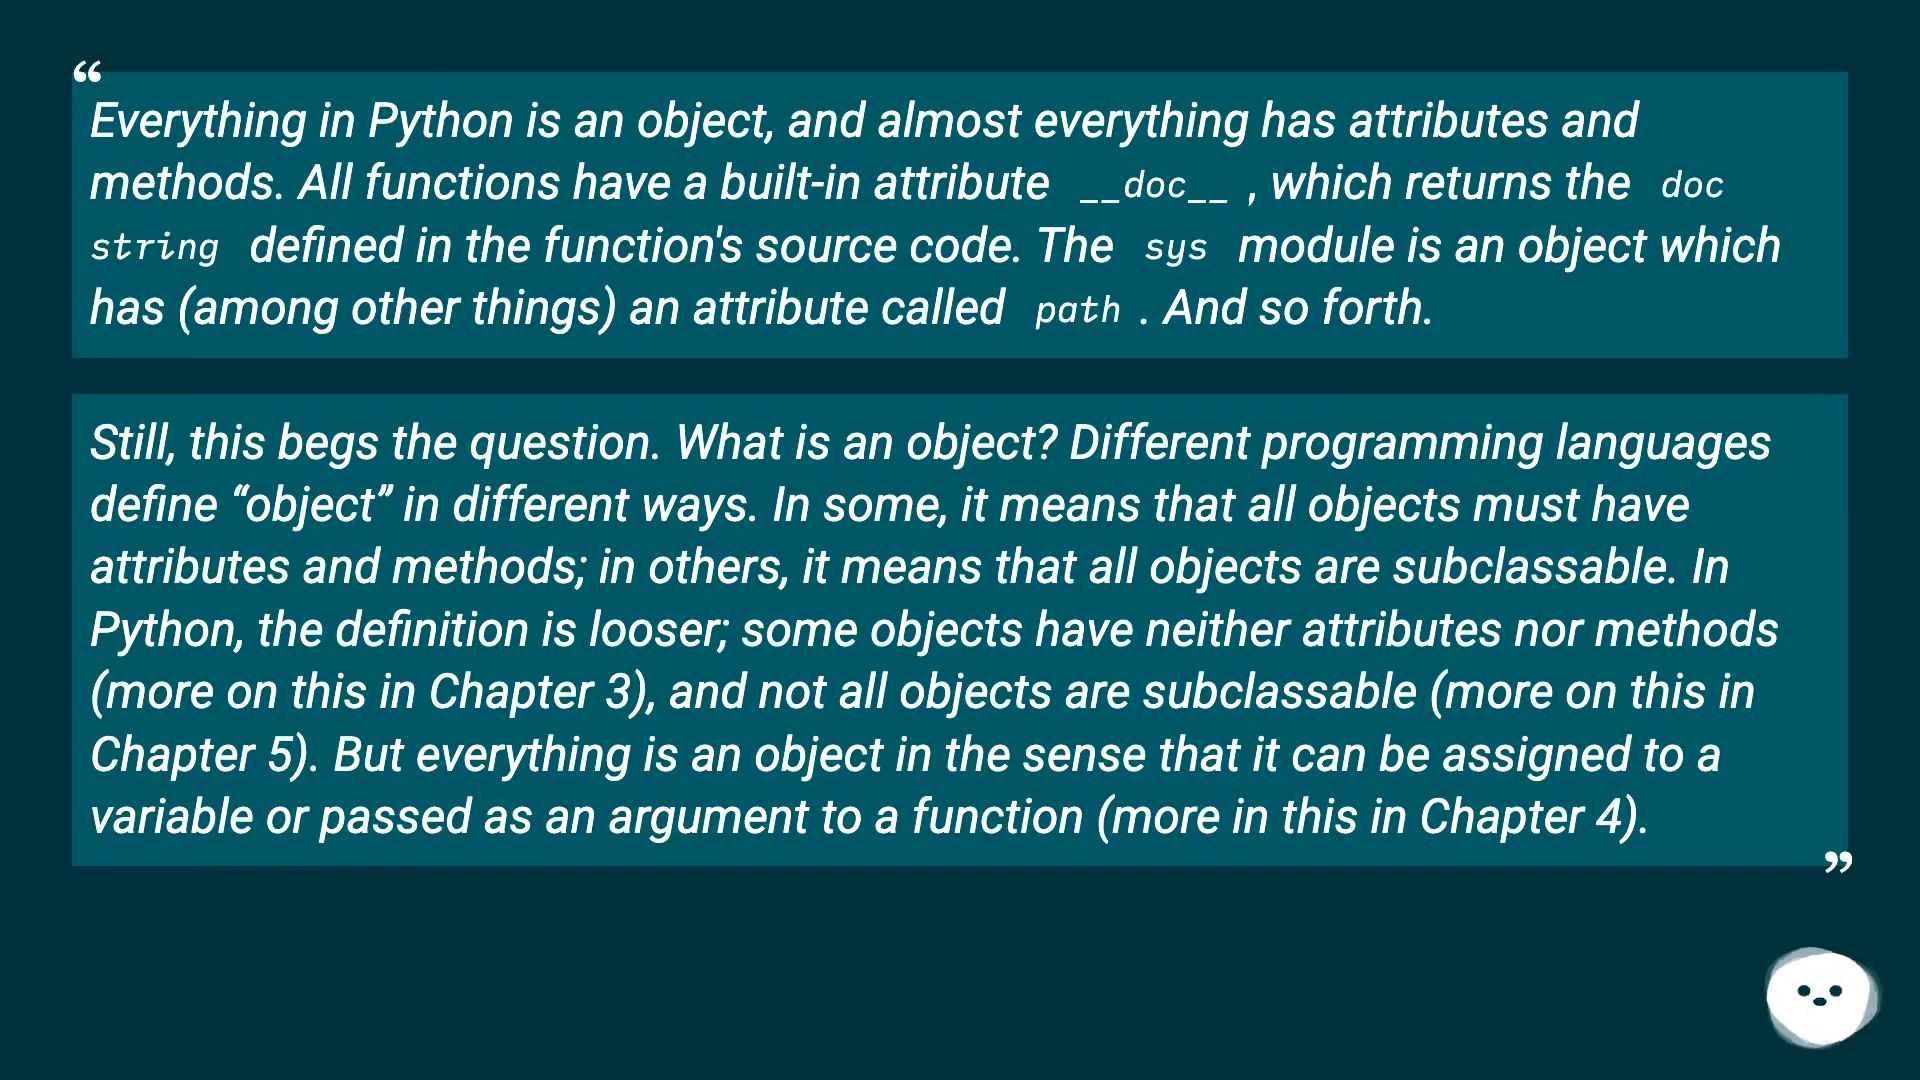 “
Everything in Python is an object, and almost everything has attributes and
methods. All functions have a built-in attribute __doc__ , which returns the doc
string defined in the function's source code. The sys module is an object which
has (among other things) an attribute called path . And so forth.
Still, this begs the question. What is an object? Different programming languages
define “object” in different ways. In some, it means that all objects must have
attributes and methods; in others, it means that all objects are subclassable. In
Python, the definition is looser; some objects have neither attributes nor methods
(more on this in Chapter 3), and not all objects are subclassable (more on this in
Chapter 5). But everything is an object in the sense that it can be assigned to a
variable or passed as an argument to a function (more in this in Chapter 4).
”